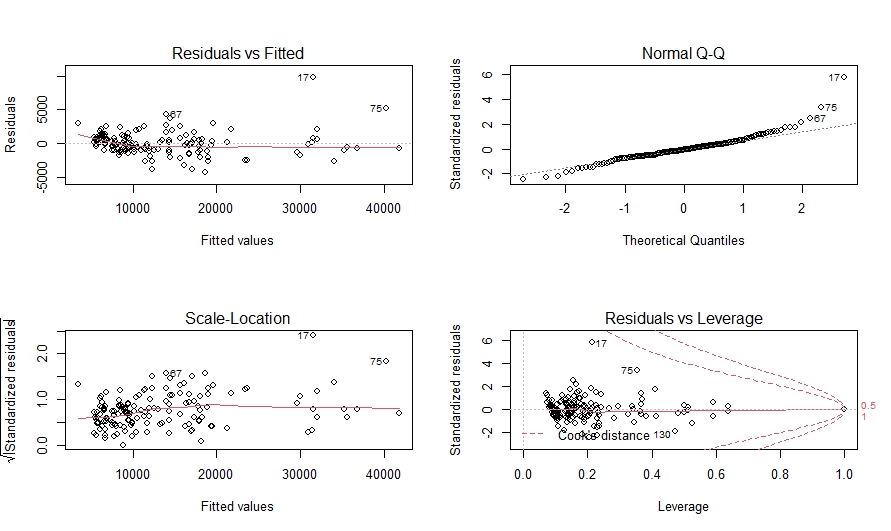 Residuals vs Fitted
Residuals
-5000 0 5000
17
75
67
10000 20000 30000 40000
Fitted values
Normal Q-Q
Standardized residuals
-2 0 2 4 6
17
75
67
-2 -1 0 1 2
Theoretical Quantiles
Scale-Location
√|Standardized residuals|
0.0 1.0 2.0
17
75
67
10000 20000 30000 40000
Fitted values
Residuals vs Leverage
Standardized residuals
-2 0 2 4 6
17
75
130
Cook's distance
0.5
1
0.0 0.2 0.4 0.6 0.8 1.0
Leverage